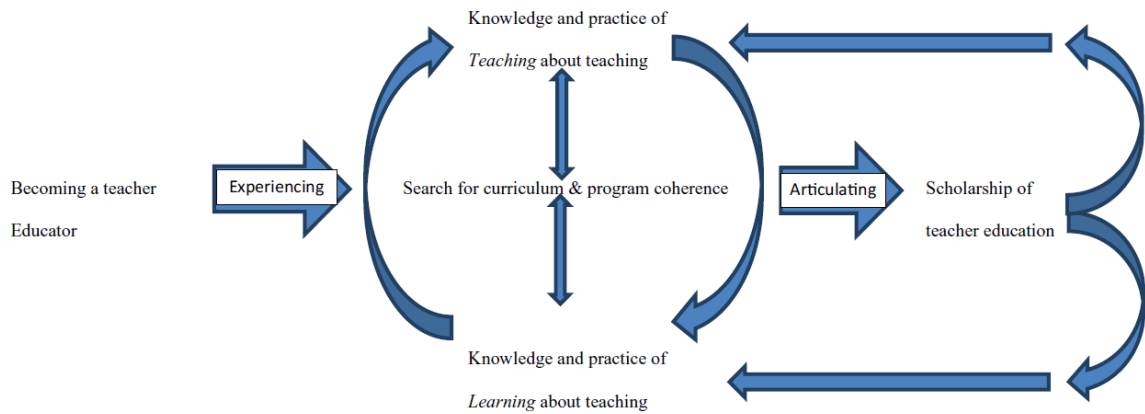 Knowledge and practice of
Teaching about teaching
Becoming a teacher
Educator
Experiencing
Search for curriculum & program coherence
Articulating
Scholarship of
teacher education
Knowledge and practice of
Learning about teaching